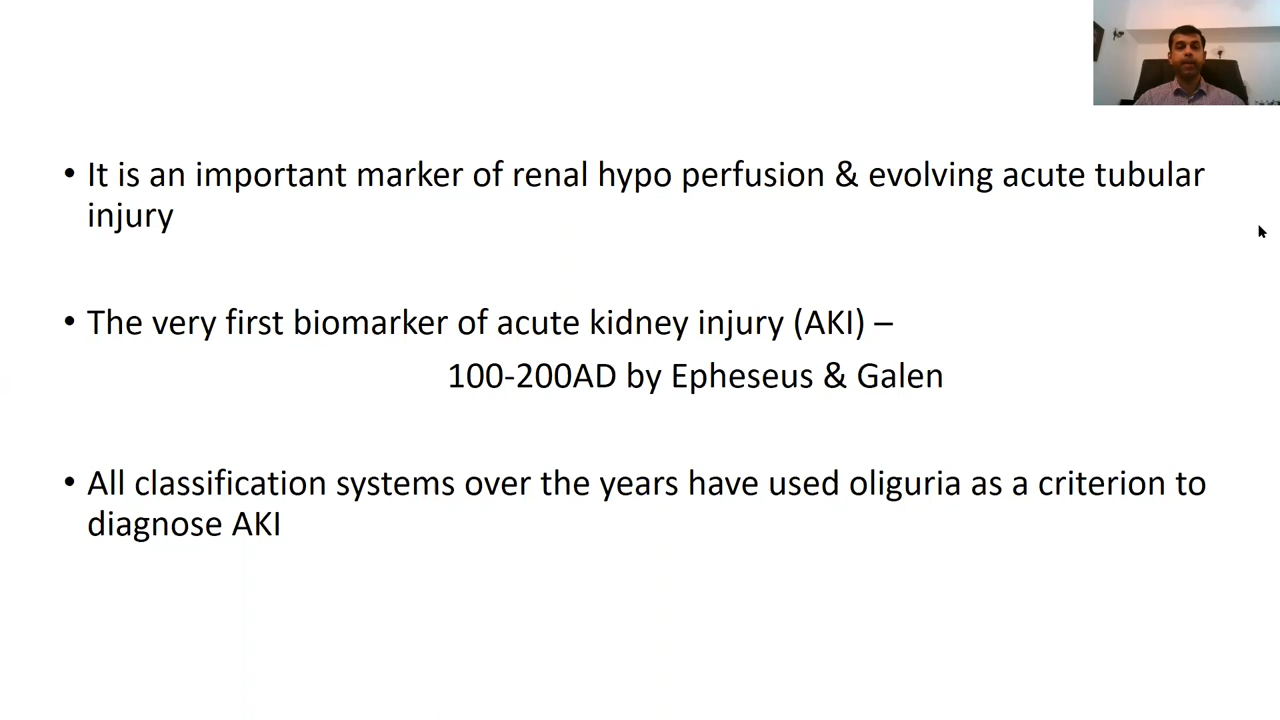 • It is an important marker of renal hypo perfusion & evolving acute tubular
injury
• The very first biomarker of acute kidney injury (AKI) –
100-200AD by Epheseus & Galen
• All classification systems over the years have used oliguria as a criterion to
diagnose AKI